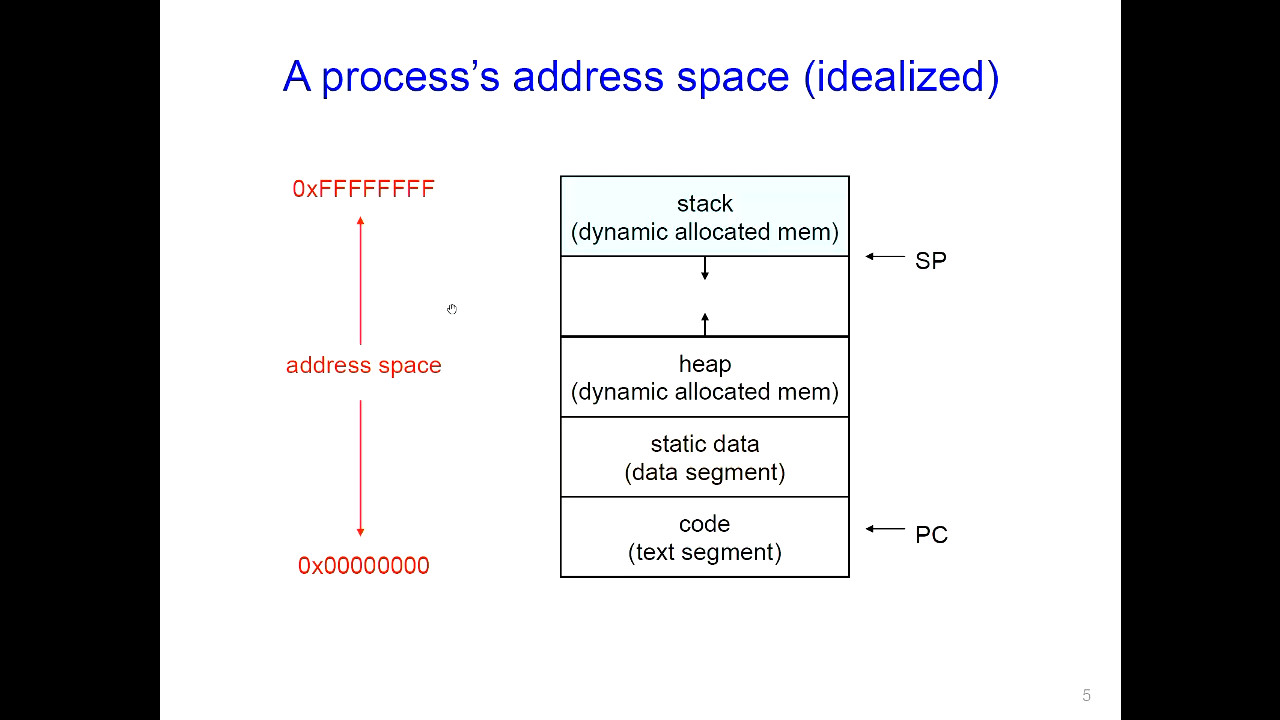 A process's address space (idealized)
0xFFFFFFFF
address space
0x00000000
stack
(dynamic allocated mem)
heap
(dynamic allocated mem)
static data
(data segment)
code
(text segment)
SP
PC
5